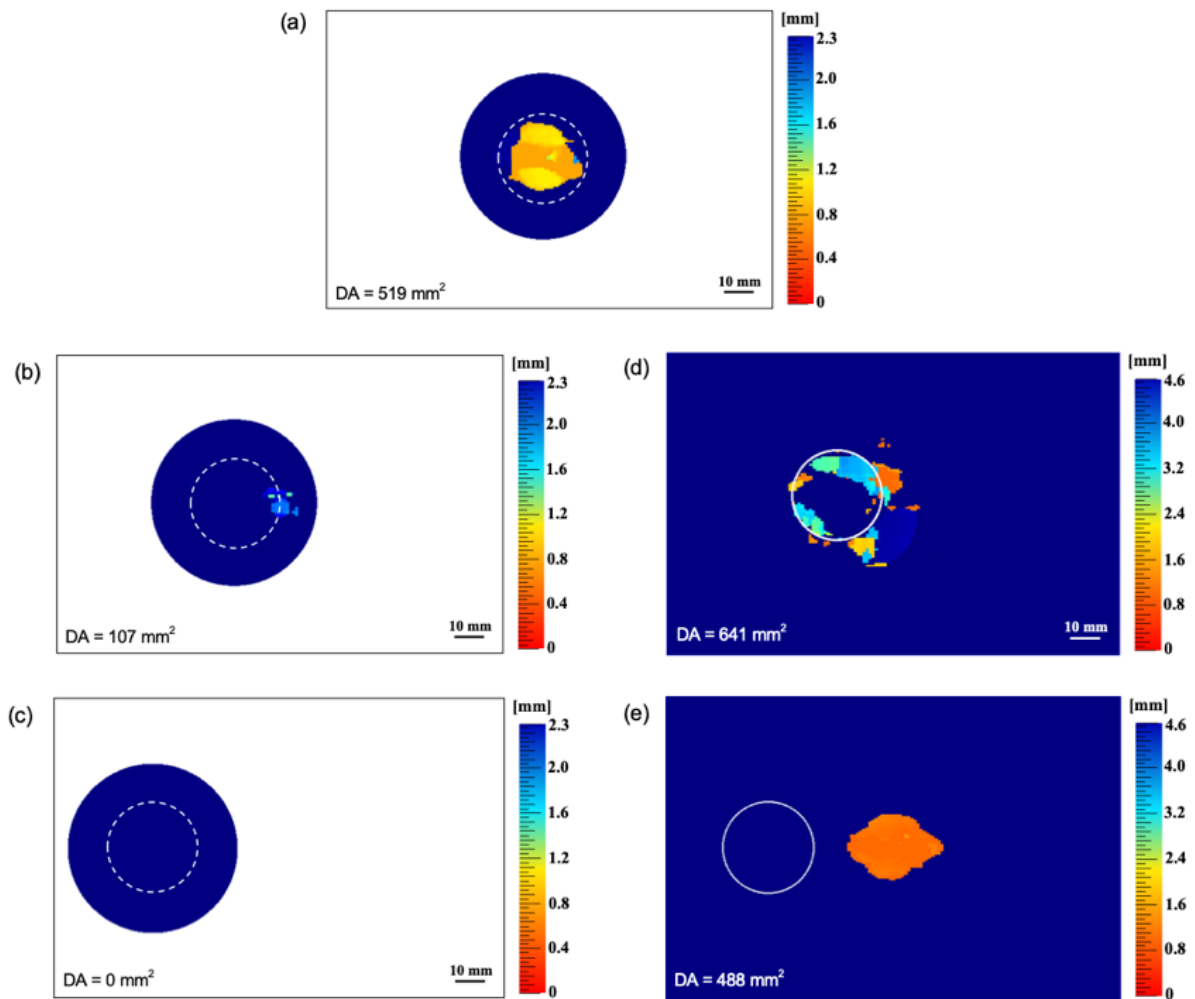 (a)
[mm]
2.3
2.0
1.6
1.2
0.8
0.4
0
10 mm
DA = 519 mm²
(b)
[mm]
2.3
2.0
1.6
1.2
0.8
0.4
0
10 mm
DA = 107 mm²
(d)
[mm]
4.6
4.0
3.2
2.4
1.6
0.8
0
10 mm
DA = 641 mm²
(c)
[mm]
2.3
2.0
1.6
1.2
0.8
0.4
0
10 mm
DA = 0 mm²
(e)
[mm]
4.6
4.0
3.2
2.4
1.6
0.8
0
10 mm
DA = 488 mm²